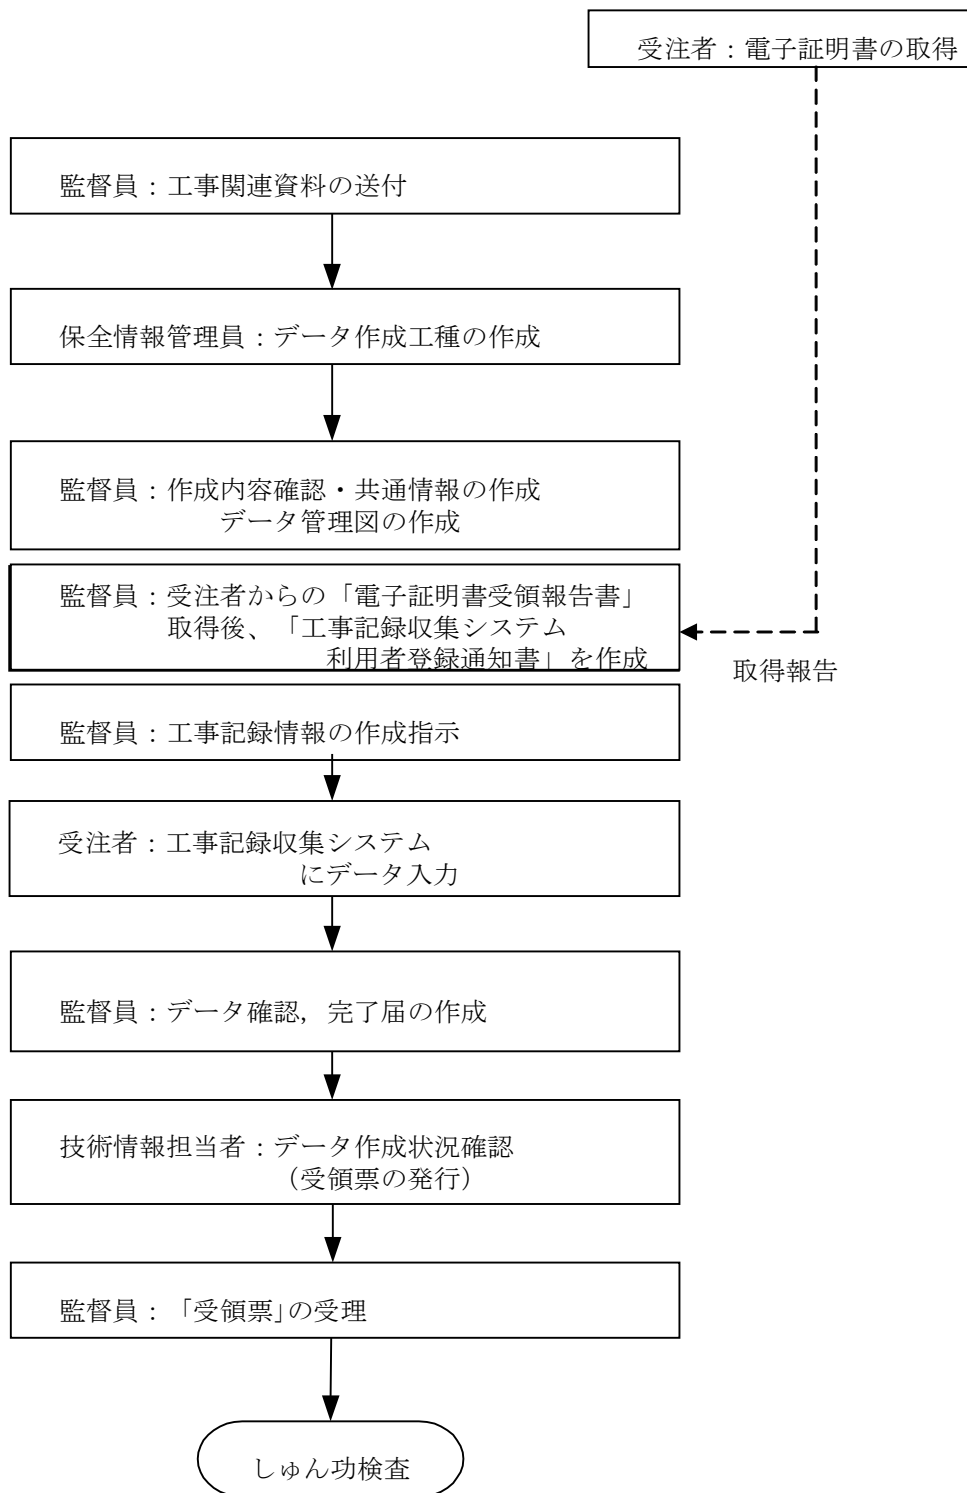 受注者：電子証明書の取得
監督員：工事関連資料の送付
保全情報管理員：データ作成工種の作成
監督員：作成内容確認・共通情報の作成
データ管理図の作成
監督員：受注者からの「電子証明書受領報告書」
取得後、「工事記録収集システム
利用者登録通知書」を作成
取得報告
監督員：工事記録情報の作成指示
受注者：工事記録収集システム
にデータ入力
監督員：データ確認，完了届の作成
技術情報担当者：データ作成状況確認
（受領票の発行）
監督員：「受領票」の受理
しゅん功検査